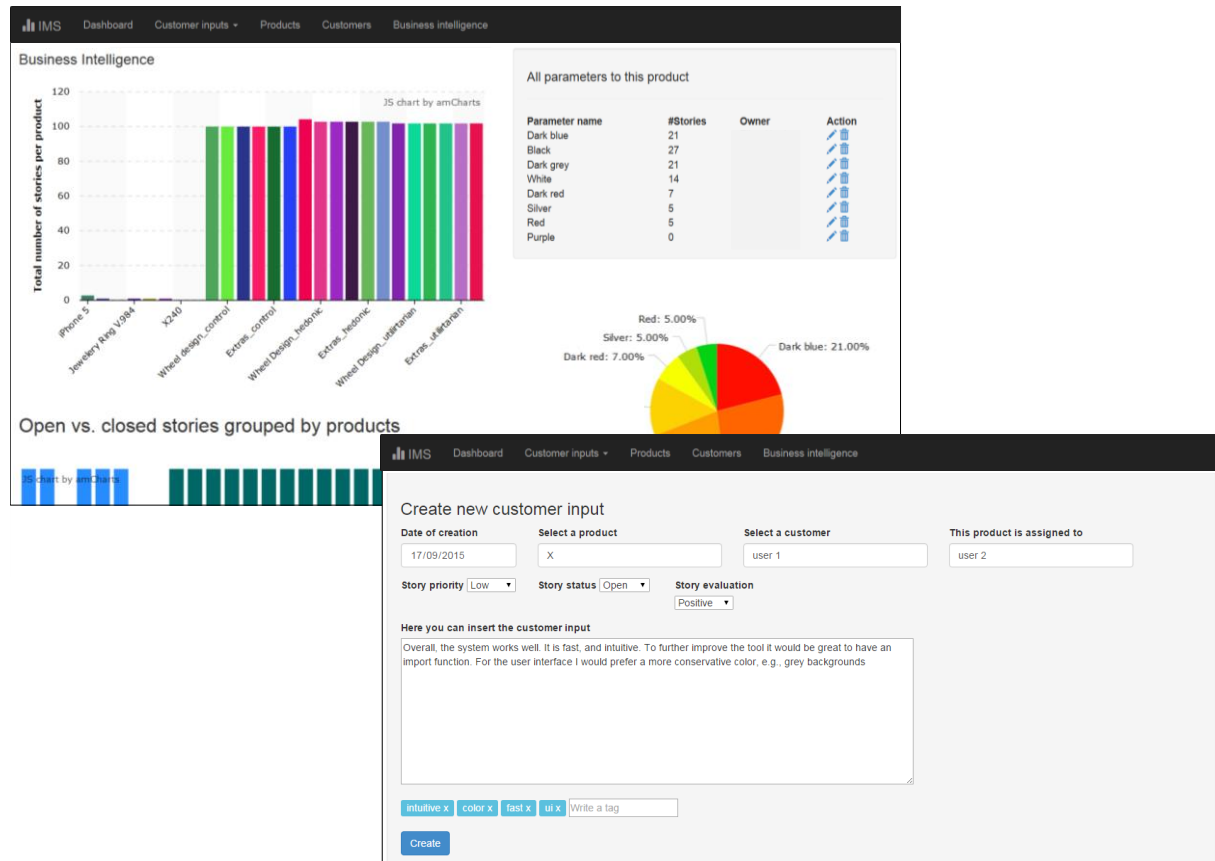 IMS Dashboard Customer inputs Products Customers Business intelligence
Business Intelligence
JS chart by amCharts
Total number of stories per product
120
100
80
60
40
20
0
iPhone 5
Jewelery Ring V.984
X240
Wheel design_control
Extras_control
Wheel Design_hedonic
Extras_hedonic
Wheel Design_utilitarian
Extras_utilitarian
All parameters to this product
Parameter name #Stories Owner Action
Dark blue 21
Black 27
Dark grey 21
White 14
Dark red 7
Silver 5
Red 5
Purple 0
Red: 5.00%
Silver: 5.00%
Dark red: 7.00%
Dark blue: 21.00%
Open vs. closed stories grouped by products
JS chart by amCharts
IMS Dashboard Customer inputs Products Customers Business intelligence
Create new customer input
Date of creation Select a product Select a customer This product is assigned to
17/09/2015 X user 1 user 2
Story priority Low Story status Open Story evaluation
Positive
Here you can insert the customer input
Overall, the system works well. It is fast, and intuitive. To further improve the tool it would be great to have an
import function. For the user interface I would prefer a more conservative color, e.g., grey backgrounds
intuitive x color x fast x ui x Write a tag
Create